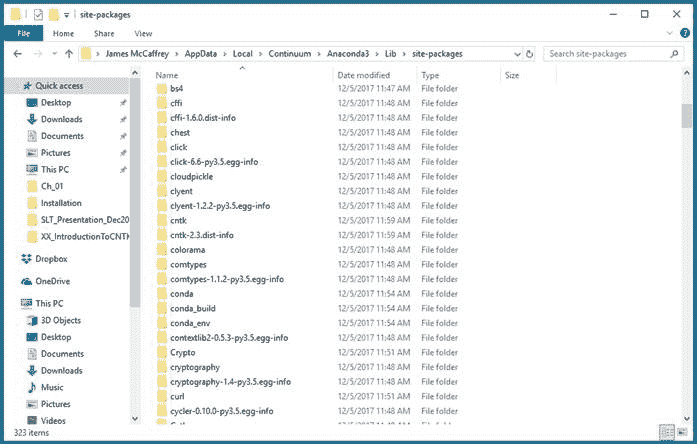 site-packages
File Home Share View
James McCaffrey > AppData > Local > Continuum > Anaconda3 > Lib > site-packages
Search site-packages
Quick access
Desktop
Downloads
Documents
Pictures
This PC
Ch_01
Installation
SLT_Presentation_Dec20
XX_IntroductionToCNTK
Dropbox
OneDrive
This PC
3D Objects
Desktop
Documents
Downloads
Music
Pictures
Videos
Name Date modified Type Size
bs4 12/5/2017 11:47 AM File folder
cffi 12/5/2017 11:48 AM File folder
cffi-1.6.0.dist-info 12/5/2017 11:48 AM File folder
chest 12/5/2017 11:48 AM File folder
click 12/5/2017 11:48 AM File folder
click-6.6-py3.5.egg-info 12/5/2017 11:48 AM File folder
cloudpickle 12/5/2017 11:48 AM File folder
clyent 12/5/2017 11:48 AM File folder
clyent-1.2.2-py3.5.egg-info 12/5/2017 11:48 AM File folder
cntk 12/5/2017 11:59 AM File folder
cntk-2.3.dist-info 12/5/2017 11:59 AM File folder
colorama 12/5/2017 11:48 AM File folder
comtypes 12/5/2017 11:48 AM File folder
comtypes-1.1.2-py3.5.egg-info 12/5/2017 11:48 AM File folder
conda 12/5/2017 11:54 AM File folder
conda_build 12/5/2017 11:54 AM File folder
conda_env 12/5/2017 11:54 AM File folder
contextlib2-0.5.3-py3.5.egg-info 12/5/2017 11:48 AM File folder
Crypto 12/5/2017 11:51 AM File folder
cryptography 12/5/2017 11:48 AM File folder
cryptography-1.4-py3.5.egg-info 12/5/2017 11:48 AM File folder
curl 12/5/2017 11:51 AM File folder
cycler-0.10.0-py3.5.egg-info 12/5/2017 11:48 AM File folder
323 items